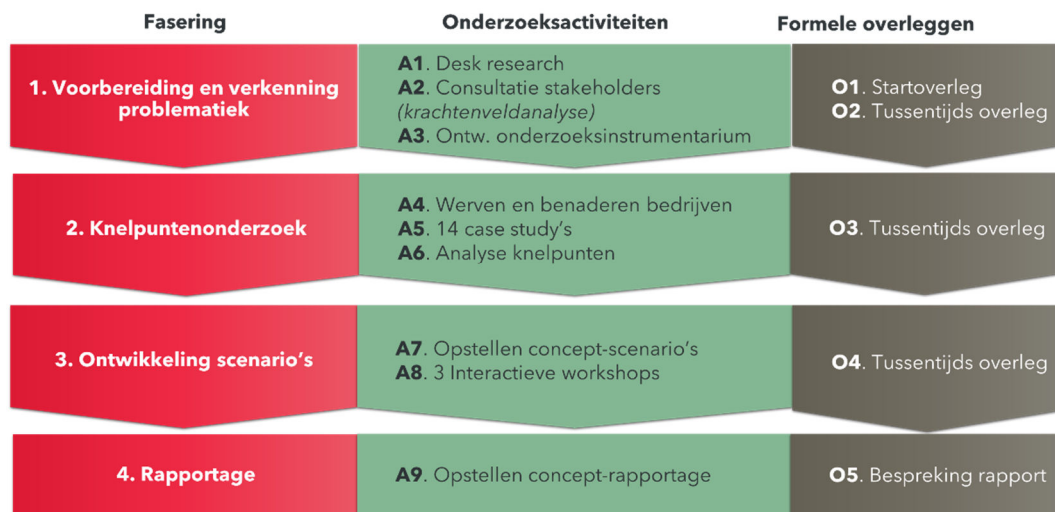 Fasering
Onderzoeksactiviteiten
Formele overleggen
1. Voorbereiding en verkenning
problematiek
A1. Desk research
A2. Consultatie stakeholders
(krachtenveldanalyse)
A3. Ontw. onderzoeksinstrumentarium
O1. Startoverleg
O2. Tussentijds overleg
2. Knelpuntenonderzoek
A4. Werven en benaderen bedrijven
A5. 14 case study's
A6. Analyse knelpunten
O3. Tussentijds overleg
3. Ontwikkeling scenario's
A7. Opstellen concept-scenario's
A8. 3 Interactieve workshops
O4. Tussentijds overleg
4. Rapportage
A9. Opstellen concept-rapportage
O5. Bespreking rapport